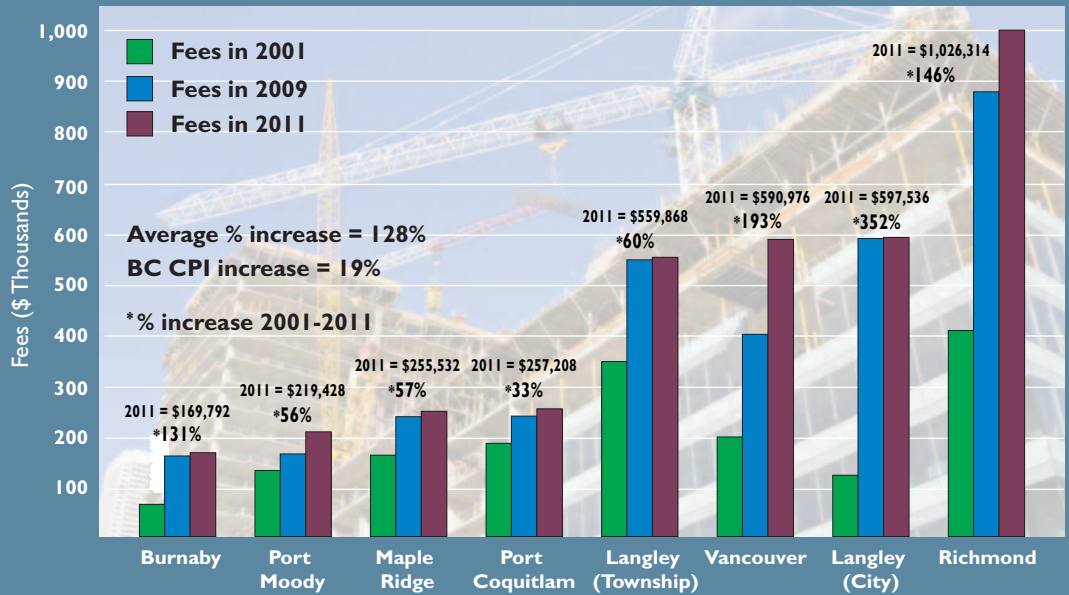 1,000
900
800
700
600
500
400
300
200
100
Fees ($ Thousands)
Fees in 2001
Fees in 2009
Fees in 2011
Average % increase = 128%
BC CPI increase = 19%
*% increase 2001-2011
2011 = $169,792
*131%
2011 = $219,428
*56%
2011 = $255,532
*57%
2011 = $257,208
*33%
2011 = $559,868
*60%
2011 = $590,976
*193%
2011 = $597,536
*352%
2011 = $1,026,314
*146%
Burnaby
Port
Moody
Maple
Ridge
Port
Coquitlam
Langley
(Township)
Vancouver
Langley
(City)
Richmond